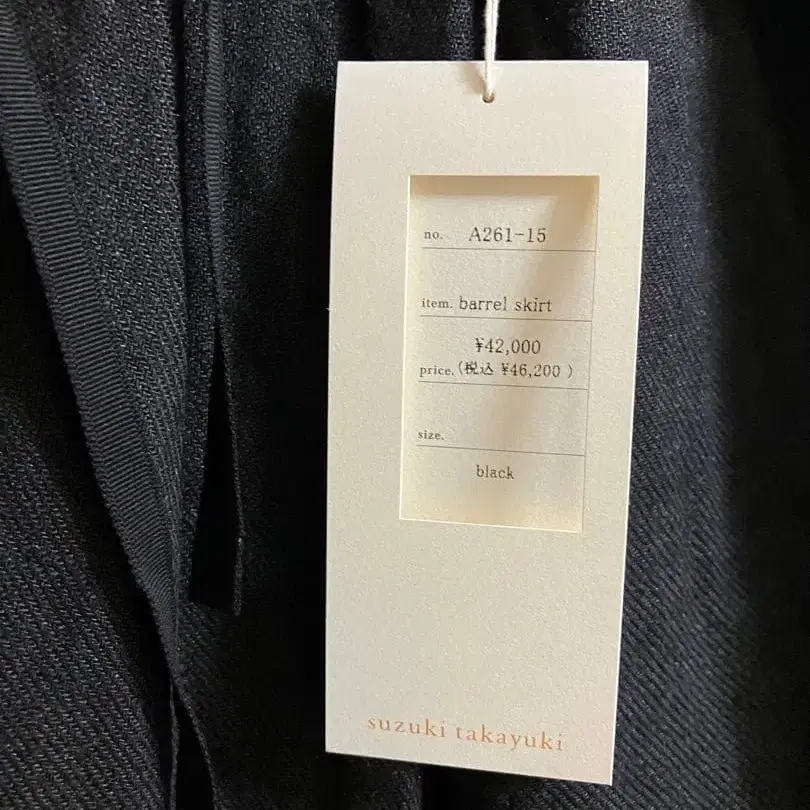 no. A261-15
item. barrel skirt
¥42,000
price. (税込 ¥46,200 )
size.
black
suzuki takayuki